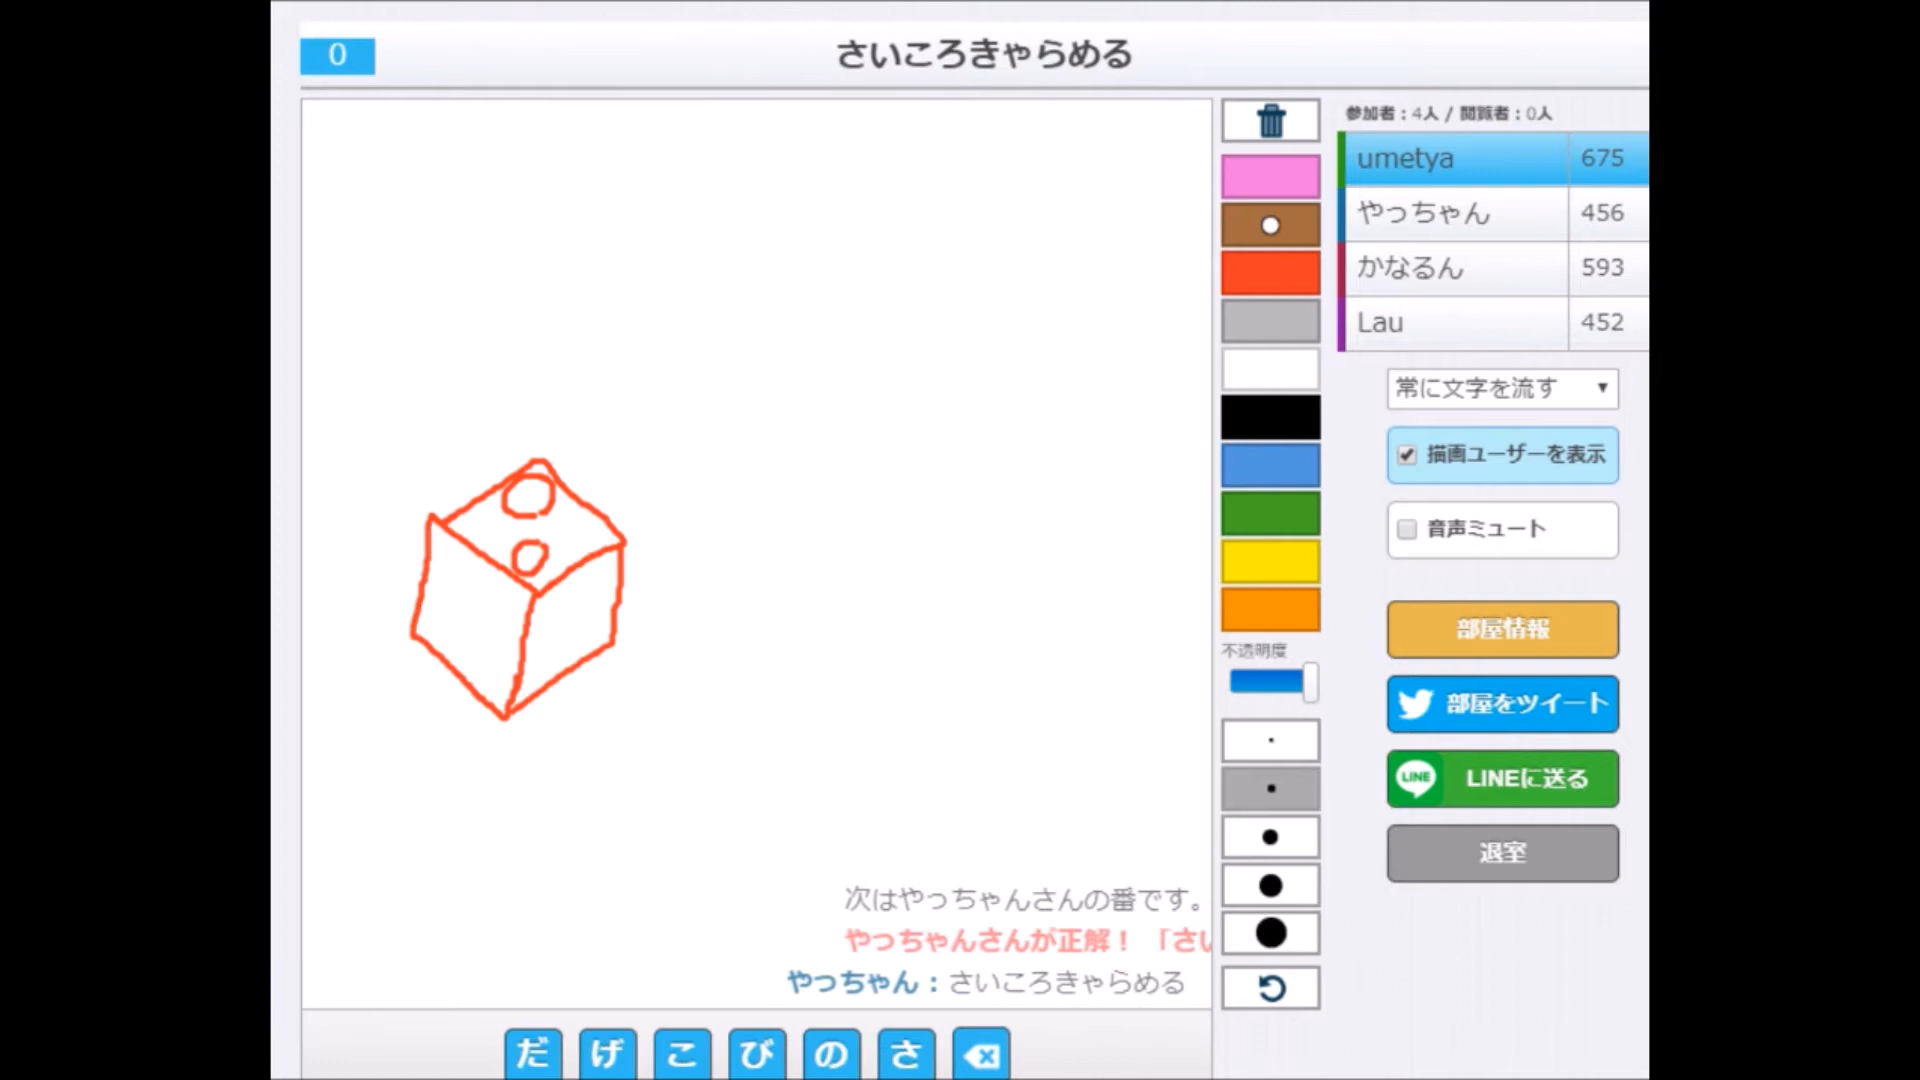 0
さいころきゃらめる
参加者：4人 / 閲覧者：0人
umetya 675
やっちゃん 456
かなるん 593
Lau 452
常に文字を流す
描画ユーザーを表示
音声ミュート
不透明度
部屋情報
部屋をツイート
LINE LINEに送る
退室
次はやっちゃんさんの番です。
やっちゃんさんが正解！「さい
やっちゃん：さいころきゃらめる
だ げ こ び の さ